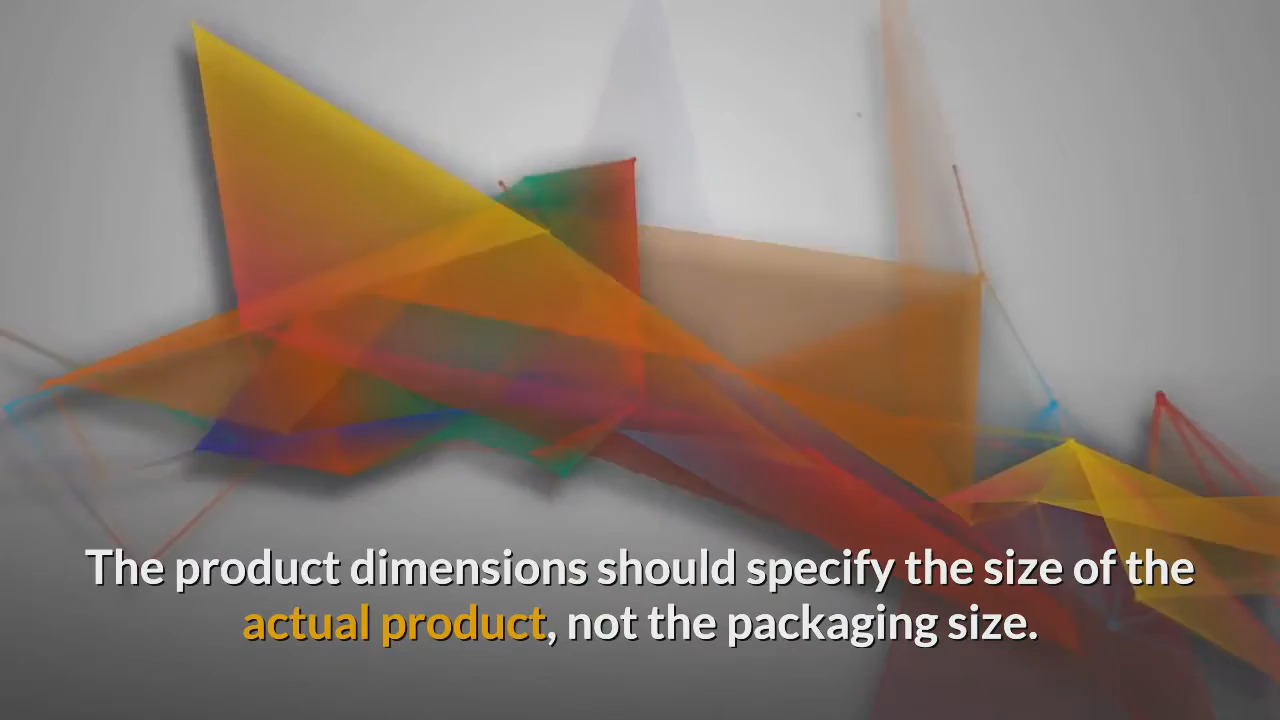 The product dimensions should specify the size of the
actual product, not the packaging size.